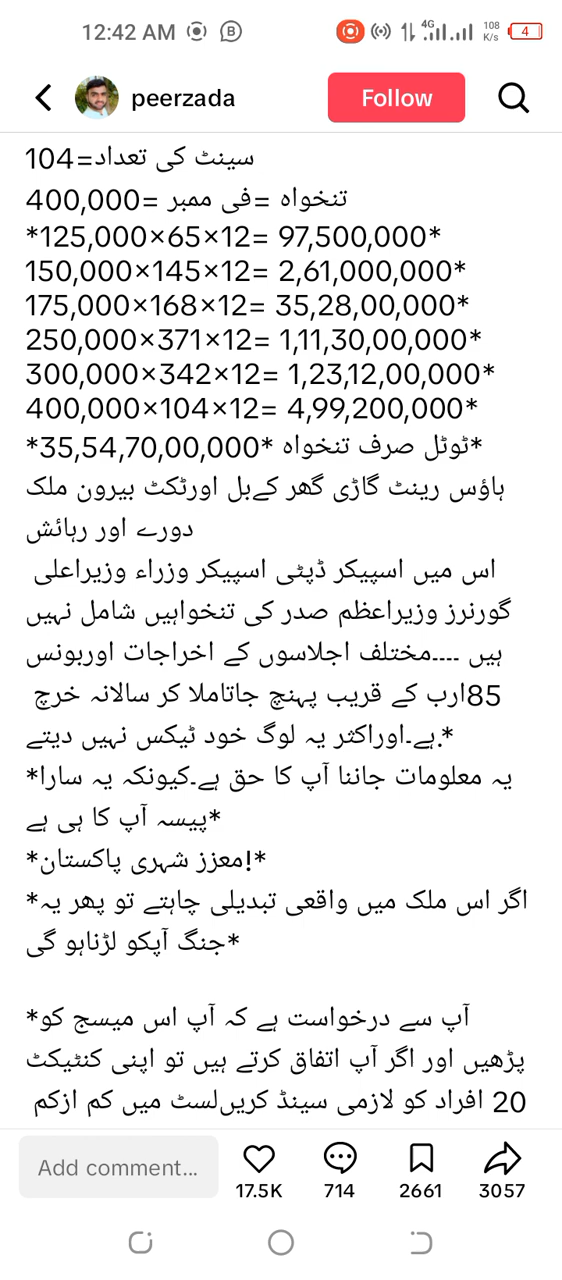 12:42 AM
4G
108
K/s
4
peerzada
Follow
سینٹ کی تعداد=104
تنخواہ =فی ممبر =400,000
*125,000×65×12= 97,500,000*
150,000×145×12= 2,61,000,000*
175,000×168×12= 35,28,00,000*
250,000×371×12= 1,11,30,00,000*
300,000×342×12= 1,23,12,00,000*
400,000×104×12= 4,99,200,000*
*ٹوٹل صرف تنخواہ *35,54,70,00,000*
ہاؤس رینٹ گاڑی گھر کےبل اورٹکٹ بیرون ملک
دورے اور رہائش
اس میں اسپیکر ڈپٹی اسپیکر وزراء وزیراعلی
گورنرز وزیراعظم صدر کی تنخواہیں شامل نہیں
ہیں ....مختلف اجلاسوں کے اخراجات اوربونس
85ارب کے قریب پہنچ جاتاملا کر سالانہ خرچ
ہے۔اوراکثر یہ لوگ خود ٹیکس نہیں دیتے.*
*یہ معلومات جاننا آپ کا حق ہے۔کیونکہ یہ سارا
پیسہ آپ کا ہی ہے*
*معزز شہری پاکستان!*
*اگر اس ملک میں واقعی تبدیلی چاہتے تو پھر یہ
جنگ آپکو لڑناہو گی*
*آپ سے درخواست ہے کہ آپ اس میسج کو
پڑھیں اور اگر آپ اتفاق کرتے ہیں تو اپنی کنٹیکٹ
20 افراد کو لازمی سینڈ کریں‌لسٹ میں کم ازکم
Add comment...
17.5K
714
2661
3057